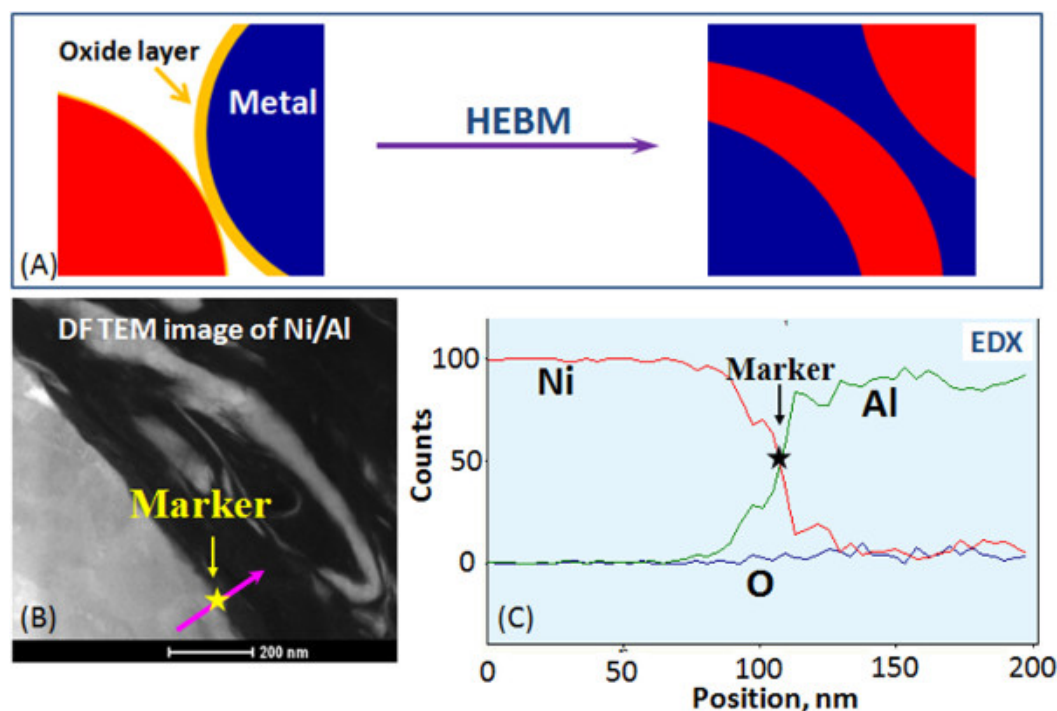 Oxide layer
Metal
HEBM
(A)
DF TEM image of Ni/Al
Marker
(B)
200 nm
EDX
100
Ni
Marker
Al
Counts
50
0
O
(C)
0 50 100 150 200
Position, nm